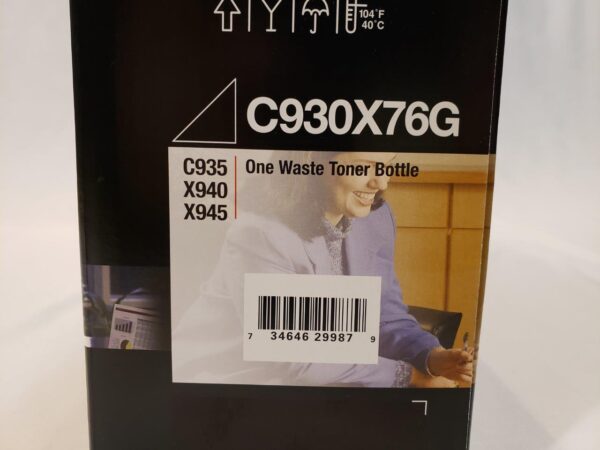 104°F
40°C
C930X76G
C935
X940
X945
One Waste Toner Bottle
7 34646 29987 9